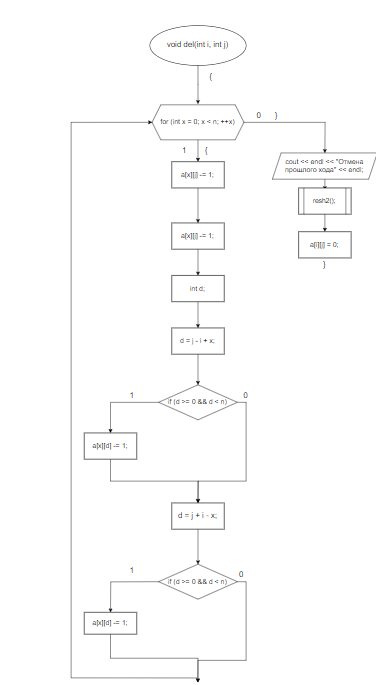 void del(int i, int j)
{
for (int x = 0; x < n; ++x)
0 }
1 {
cout << endl << "Отмена
прошлого хода" << endl;
a[x][j] -= 1;
resh2();
a[x][j] -= 1;
a[i][j] = 0;
}
int d;
d = j - i + x;
1
0
if (d >= 0 && d < n)
a[x][d] -= 1;
d = j + i - x;
1
0
if (d >= 0 && d < n)
a[x][d] -= 1;